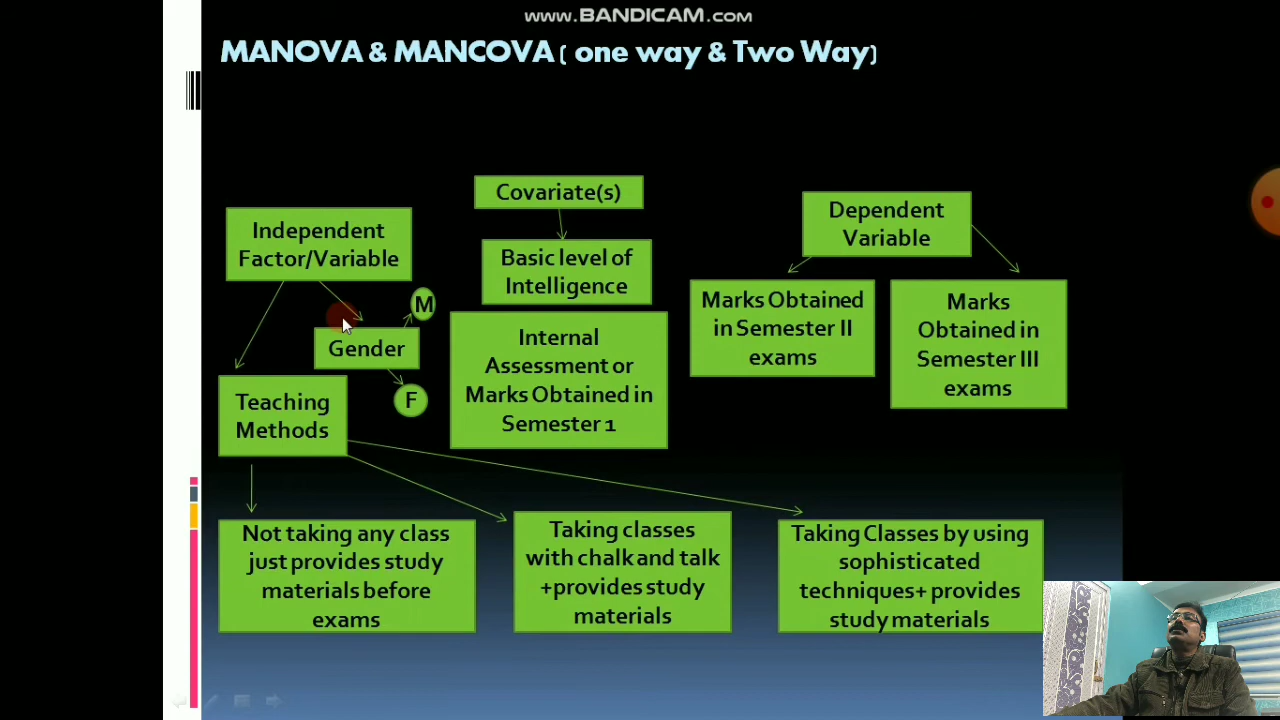 www.BANDICAM.com
MANOVA & MANCOVA ( one way & Two Way)
Covariate(s)
Independent
Factor/Variable
Dependent
Variable
Basic level of
Intelligence
M
Gender
F
Marks Obtained
in Semester II
exams
Marks
Obtained in
Semester III
exams
Internal
Assessment or
Marks Obtained in
Semester 1
Teaching
Methods
Not taking any class
just provides study
materials before
exams
Taking classes
with chalk and talk
+provides study
materials
Taking Classes by using
sophisticated
techniques+ provides
study materials